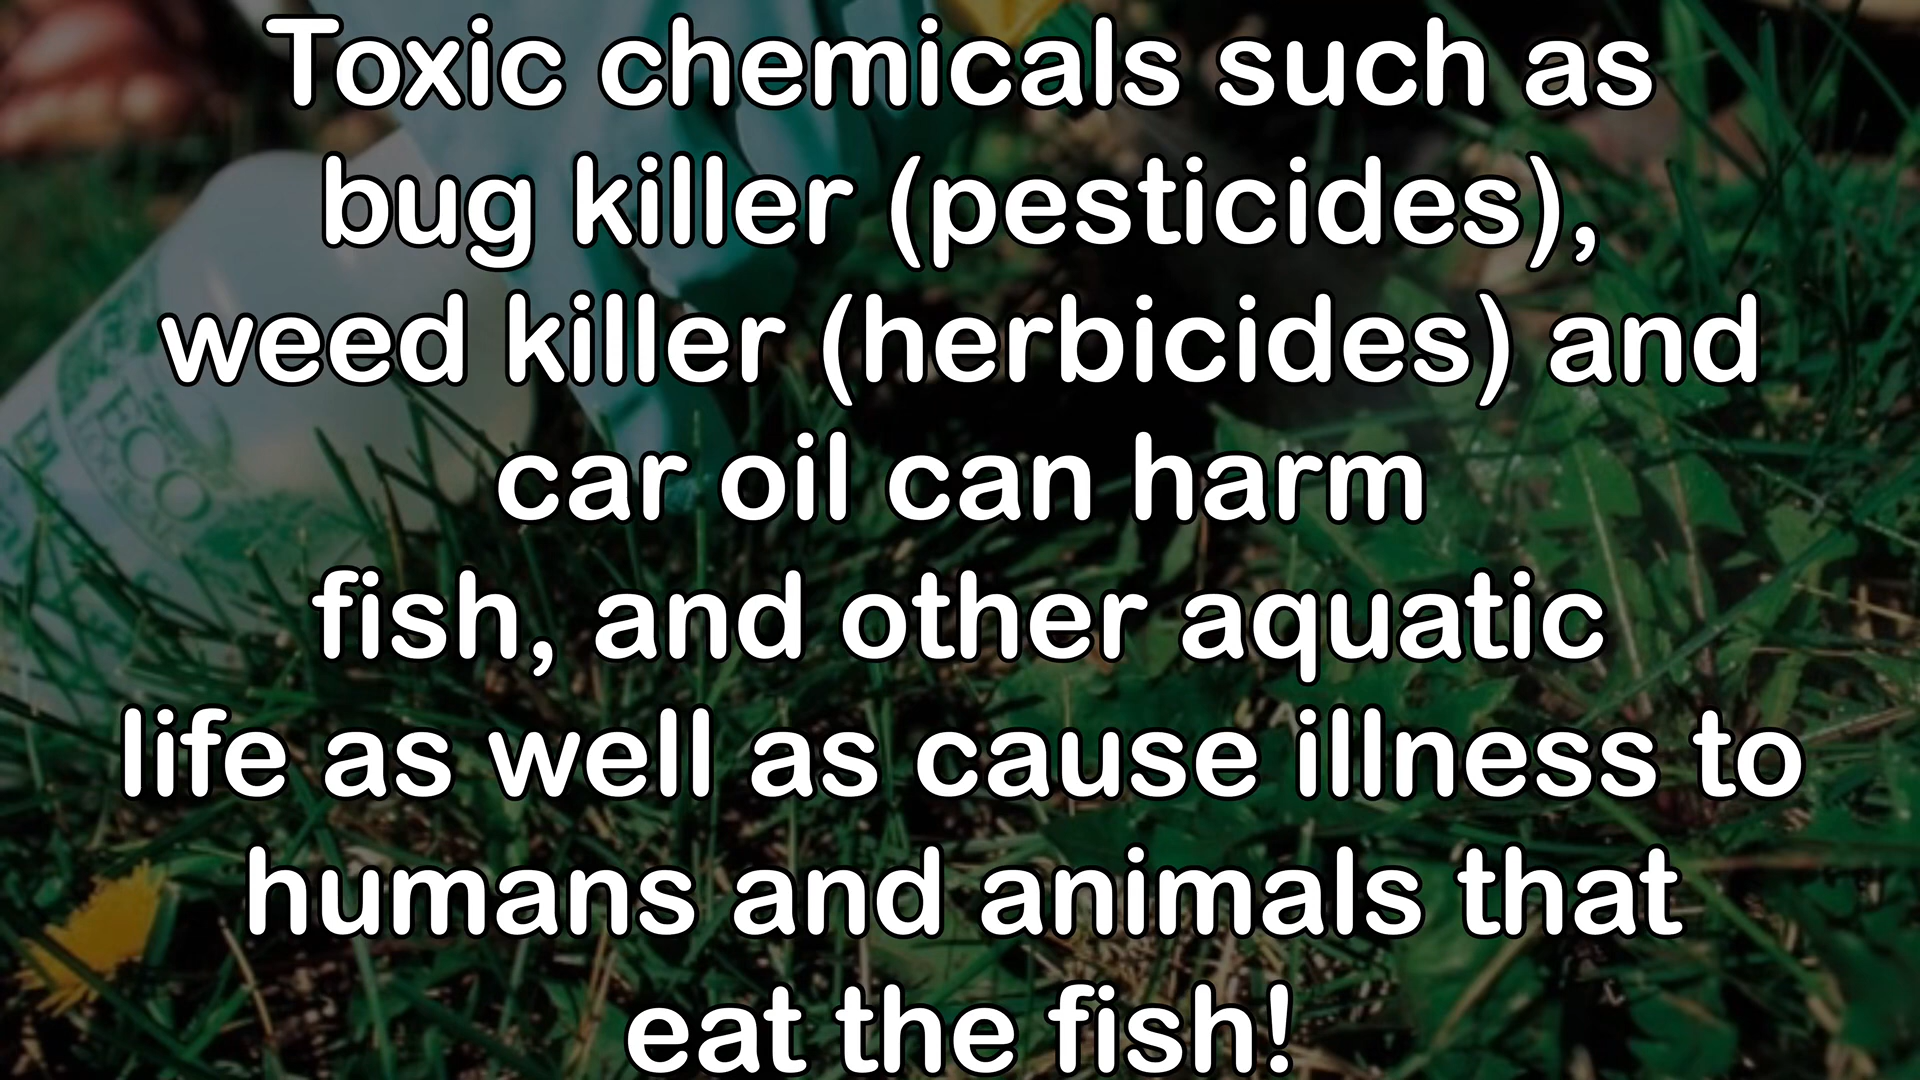 Toxic chemicals such as
bug killer (pesticides),
weed killer (herbicides) and
car oil can harm
fish, and other aquatic
life as well as cause illness to
humans and animals that
eat the fish!
ECO